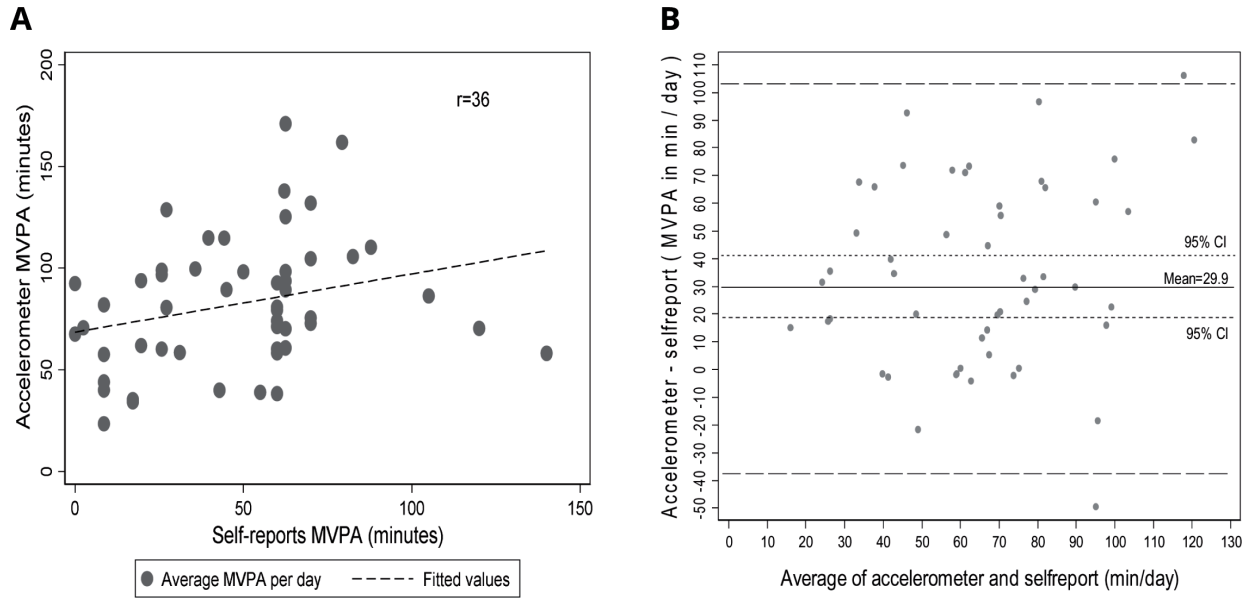 A
200
150
100
50
0
Accelerometer MVPA (minutes)
r=36
0 50 100 150
Self-reports MVPA (minutes)
Average MVPA per day Fitted values
B
110
100
90
80
70
60
50
40
30
20
10
0
-10
-20
-30
-40
-50
Accelerometer - selfreport ( MVPA in min / day )
95% CI
Mean=29.9
95% CI
0 10 20 30 40 50 60 70 80 90 100 110 120 130
Average of accelerometer and selfreport (min/day)